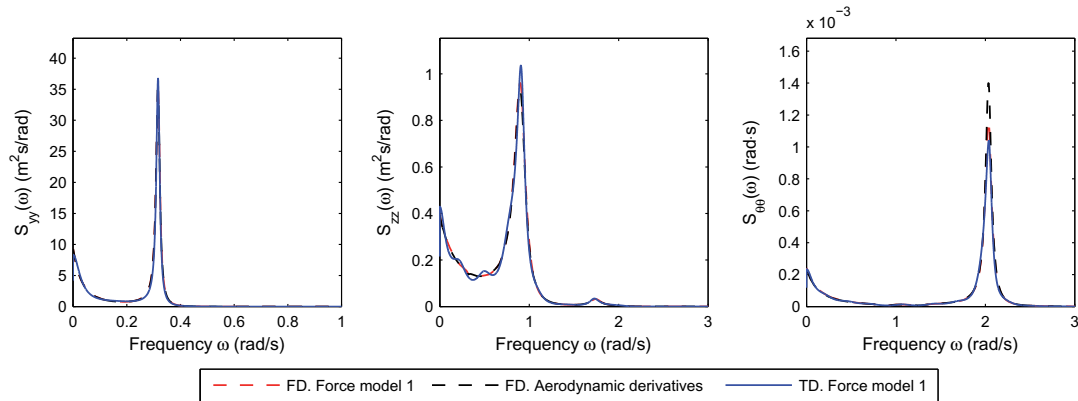 x 10⁻³
40
35
30
25
20
15
10
5
0
S_yy(ω) (m²s/rad)
0 0.2 0.4 0.6 0.8 1
Frequency ω (rad/s)
1
0.8
0.6
0.4
0.2
0
S_zz(ω) (m²s/rad)
0 1 2 3
Frequency ω (rad/s)
1.6
1.4
1.2
1
0.8
0.6
0.4
0.2
0
S_θθ(ω) (rad·s)
0 1 2 3
Frequency ω (rad/s)
FD. Force model 1 FD. Aerodynamic derivatives TD. Force model 1